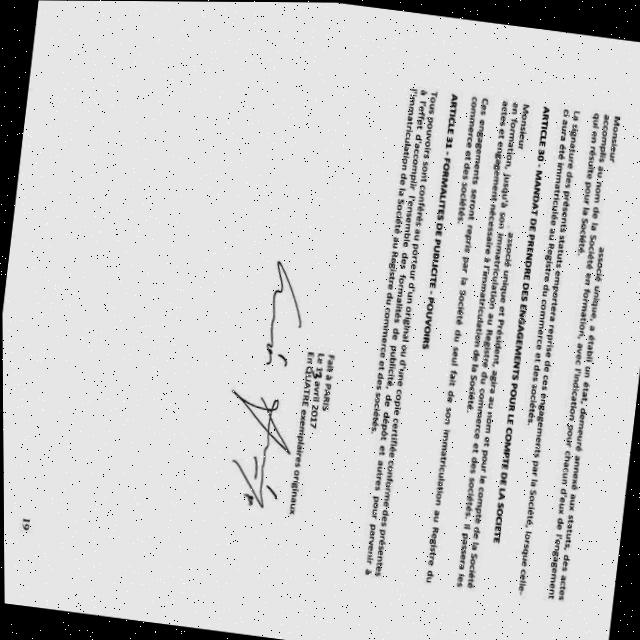 Monsieur associé unique, a établi un état, demeuré annexé aux statuts, des actes
accomplis au nom de la Société en formation, avec l'indication pour chacun d'eux de l'engagement
qui en résulte pour la Société.
La signature des présents statuts emportera reprise de ces engagements par la Société, lorsque celle-
ci aura été immatriculée au Registre du commerce et des sociétés.
ARTICLE 30 - MANDAT DE PRENDRE DES ENGAGEMENTS POUR LE COMPTE DE LA SOCIETE
Monsieur , associé unique et Président, agira au nom et pour le compte de la Société
en formation, jusqu'à son immatriculation au Registre du commerce et des sociétés. Il passera les
actes et engagement nécessaire à l'immatriculation de la Société.
Ces engagements seront repris par la Société du seul fait de son immatriculation au Registre du
commerce et des sociétés.
ARTICLE 31 - FORMALITES DE PUBLICITE - POUVOIRS
Tous pouvoirs sont conférés au porteur d'un original ou d'une copie certifiée conforme des présentes
à l'effet d'accomplir l'ensemble des formalités de publicité, de dépôt et autres pour parvenir à
l'immatriculation de la Société au Registre du commerce et des sociétés.
Fait à PARIS
Le 13 avril 2017
En QUATRE exemplaires originaux
19